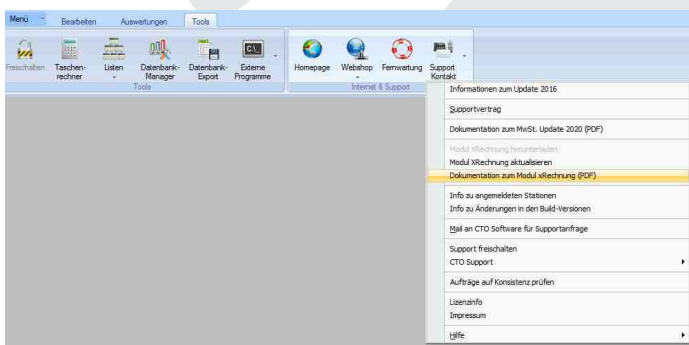 Menü Bearbeiten Auswertungen Tools
Freischalten Taschen- Listen Datenbank- Datenbank- Externe Homepage Webshop Fernwartung Support
rechner Manager Export Programme Kontakt
Tools Internet & Support
Informationen zum Update 2016
Supportvertrag
Dokumentation zum MwSt. Update 2020 (PDF)
Modul XRechnung herunterladen
Modul XRechnung aktualisieren
Dokumentation zum Modul xRechnung (PDF)
Info zu angemeldeten Stationen
Info zu Änderungen in den Build-Versionen
Mail an CTO Software für Supportanfrage
Support freischalten
CTO Support
Aufträge auf Konsistenz prüfen
Lizenzinfo
Impressum
Hilfe